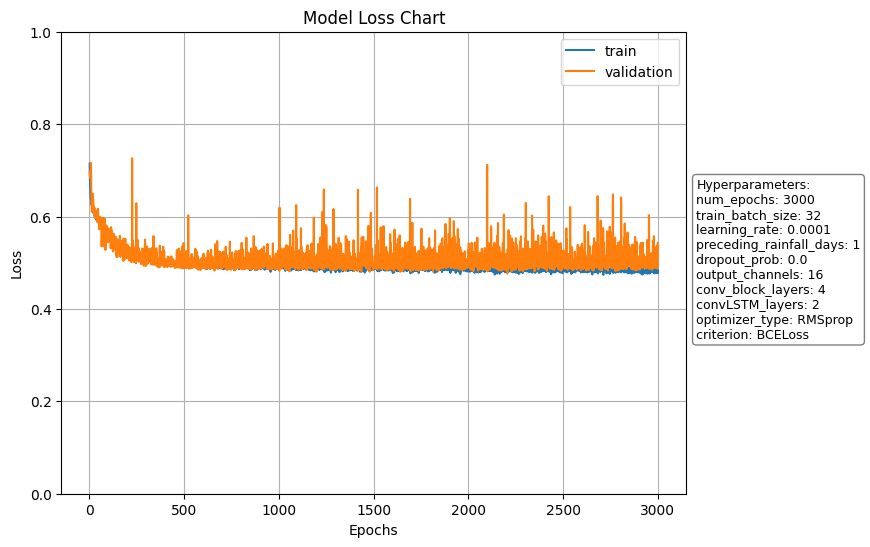 Model Loss Chart
1.0
0.8
0.6
0.4
0.2
0.0
Loss
0
500
1000
1500
2000
2500
3000
Epochs
train
validation
Hyperparameters:
num_epochs: 3000
train_batch_size: 32
learning_rate: 0.0001
preceding_rainfall_days: 1
dropout_prob: 0.0
output_channels: 16
conv_block_layers: 4
convLSTM_layers: 2
optimizer_type: RMSprop
criterion: BCELoss